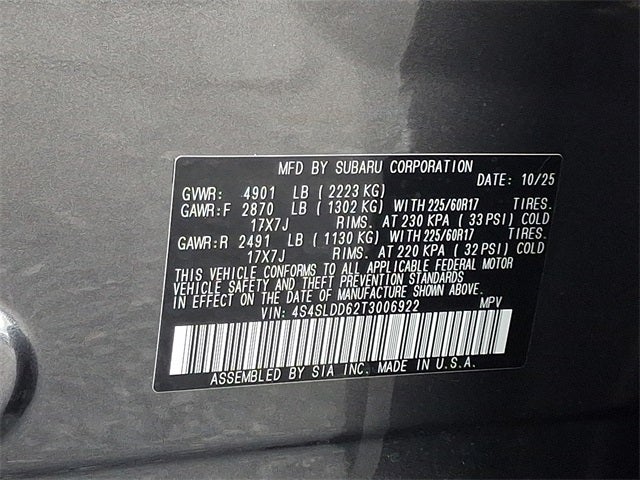 MFD BY SUBARU CORPORATION
DATE: 10/25
GVWR: 4901 LB ( 2223 KG)
GAWR:F 2870 LB ( 1302 KG) WITH 225/60R17 TIRES.
17X7J RIMS. AT 230 KPA ( 33 PSI) COLD
GAWR:R 2491 LB ( 1130 KG) WITH 225/60R17 TIRES.
17X7J RIMS. AT 220 KPA ( 32 PSI) COLD
THIS VEHICLE CONFORMS TO ALL APPLICABLE FEDERAL MOTOR
VEHICLE SAFETY AND THEFT PREVENTION STANDARDS
IN EFFECT ON THE DATE OF MANUFACTURE SHOWN ABOVE.
VIN: 4S4SLDD62T3006922 MPV
ASSEMBLED BY SIA INC. MADE IN U.S.A.